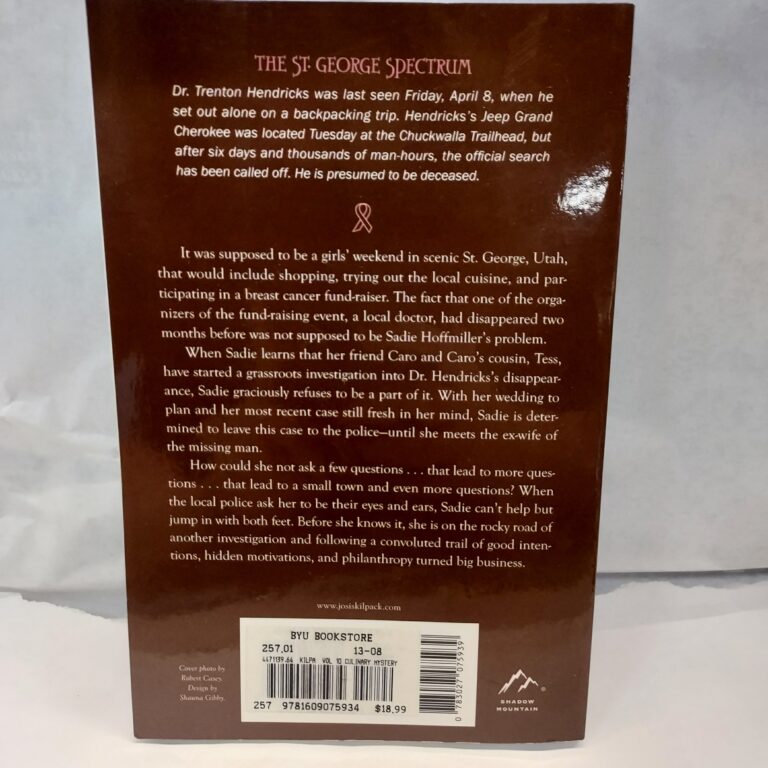 THE ST. GEORGE SPECTRUM
Dr. Trenton Hendricks was last seen Friday, April 8, when he
set out alone on a backpacking trip. Hendricks's Jeep Grand
Cherokee was located Tuesday at the Chuckwalla Trailhead, but
after six days and thousands of man-hours, the official search
has been called off. He is presumed to be deceased.
It was supposed to be a girls' weekend in scenic St. George, Utah,
that would include shopping, trying out the local cuisine, and par-
ticipating in a breast cancer fund-raiser. The fact that one of the orga-
nizers of the fund-raising event, a local doctor, had disappeared two
months before was not supposed to be Sadie Hoffmiller's problem.
When Sadie learns that her friend Caro and Caro's cousin, Tess,
have started a grassroots investigation into Dr. Hendricks's disappear-
ance, Sadie graciously refuses to be a part of it. With her wedding to
plan and her most recent case still fresh in her mind, Sadie is deter-
mined to leave this case to the police—until she meets the ex-wife of
the missing man.
How could she not ask a few questions . . . that lead to more ques-
tions . . . that lead to a small town and even more questions? When
the local police ask her to be their eyes and ears, Sadie can't help but
jump in with both feet. Before she knows it, she is on the rocky road of
another investigation and following a convoluted trail of good inten-
tions, hidden motivations, and philanthropy turned big business.
www.josiskilpack.com
BYU BOOKSTORE
257.01 13-08
4471139.64 KILPA VOL 10 CULINARY MYSTERY
257 9781609075934 $18.99
0 783027 075939
Cover photo by
Robert Casey.
Design by
Shauna Gibby.
SHADOW
MOUNTAIN
®